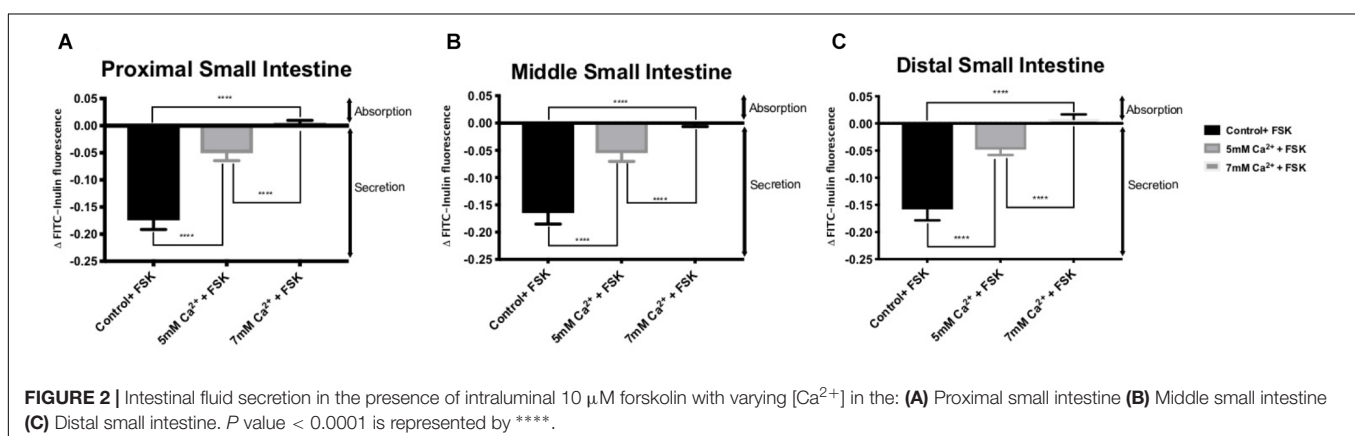 A
Proximal Small Intestine
Δ FITC–Inulin fluorescence
0.05
0.00
-0.05
-0.10
-0.15
-0.20
-0.25
****
****
****
Absorption
Secretion
Control+ FSK
5mM Ca²⁺ + FSK
7mM Ca²⁺ + FSK
B
Middle Small Intestine
Δ FITC–Inulin fluorescence
0.05
0.00
-0.05
-0.10
-0.15
-0.20
-0.25
****
****
****
Absorption
Secretion
Control+ FSK
5mM Ca²⁺ + FSK
7mM Ca²⁺ + FSK
C
Distal Small Intestine
Δ FITC–Inulin fluorescence
0.05
0.00
-0.05
-0.10
-0.15
-0.20
-0.25
****
****
****
Absorption
Secretion
Control+ FSK
5mM Ca²⁺ + FSK
7mM Ca²⁺ + FSK
Control+ FSK
5mM Ca²⁺ + FSK
7mM Ca²⁺ + FSK
FIGURE 2 | Intestinal fluid secretion in the presence of intraluminal 10 μM forskolin with varying [Ca²⁺] in the: (A) Proximal small intestine (B) Middle small intestine
(C) Distal small intestine. P value < 0.0001 is represented by ****.